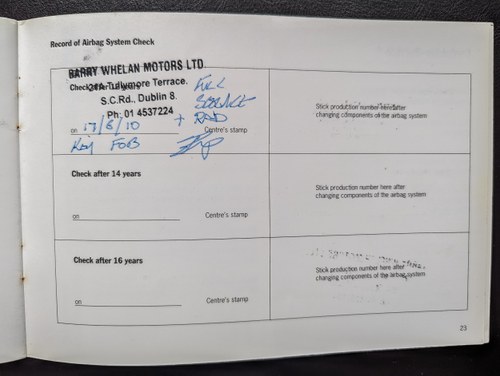 Record of Airbag System Check
BARRY WHELAN MOTORS LTD.
Tullymore Terrace.
S.C.Rd., Dublin 8.
Ph: 01 4537224
FULL
SERVICE
+
on 17/8/10
Centre's stamp
Key FOB
Stick production number here after
changing components of the airbag system
Check after 14 years
on
Centre's stamp
Stick production number here after
changing components of the airbag system
Check after 16 years
on
Centre's stamp
Stick production number here after
changing components of the airbag system
23